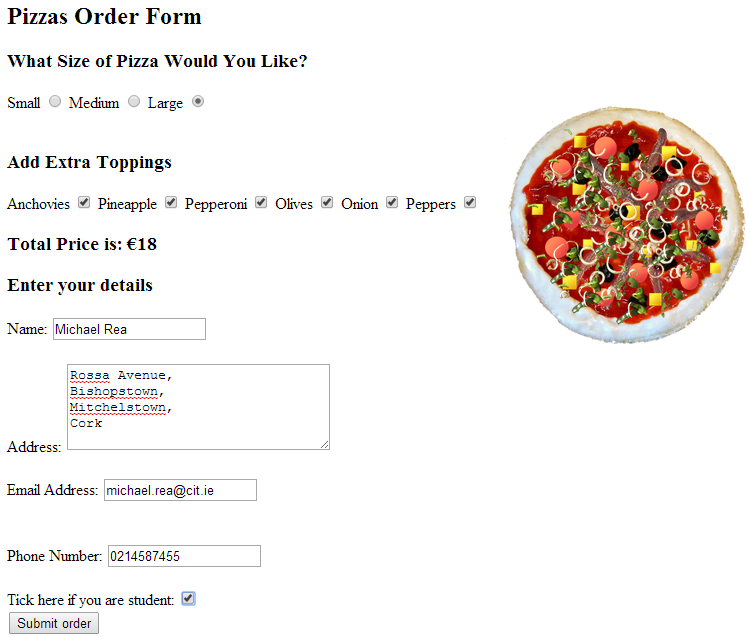 Pizzas Order Form
What Size of Pizza Would You Like?
Small Medium Large
Add Extra Toppings
Anchovies Pineapple Pepperoni Olives Onion Peppers
Total Price is: €18
Enter your details
Name: Michael Rea
Rossa Avenue,
Bishopstown,
Mitchelstown,
Cork
Address:
Email Address: michael.rea@cit.ie
Phone Number: 0214587455
Tick here if you are student:
Submit order